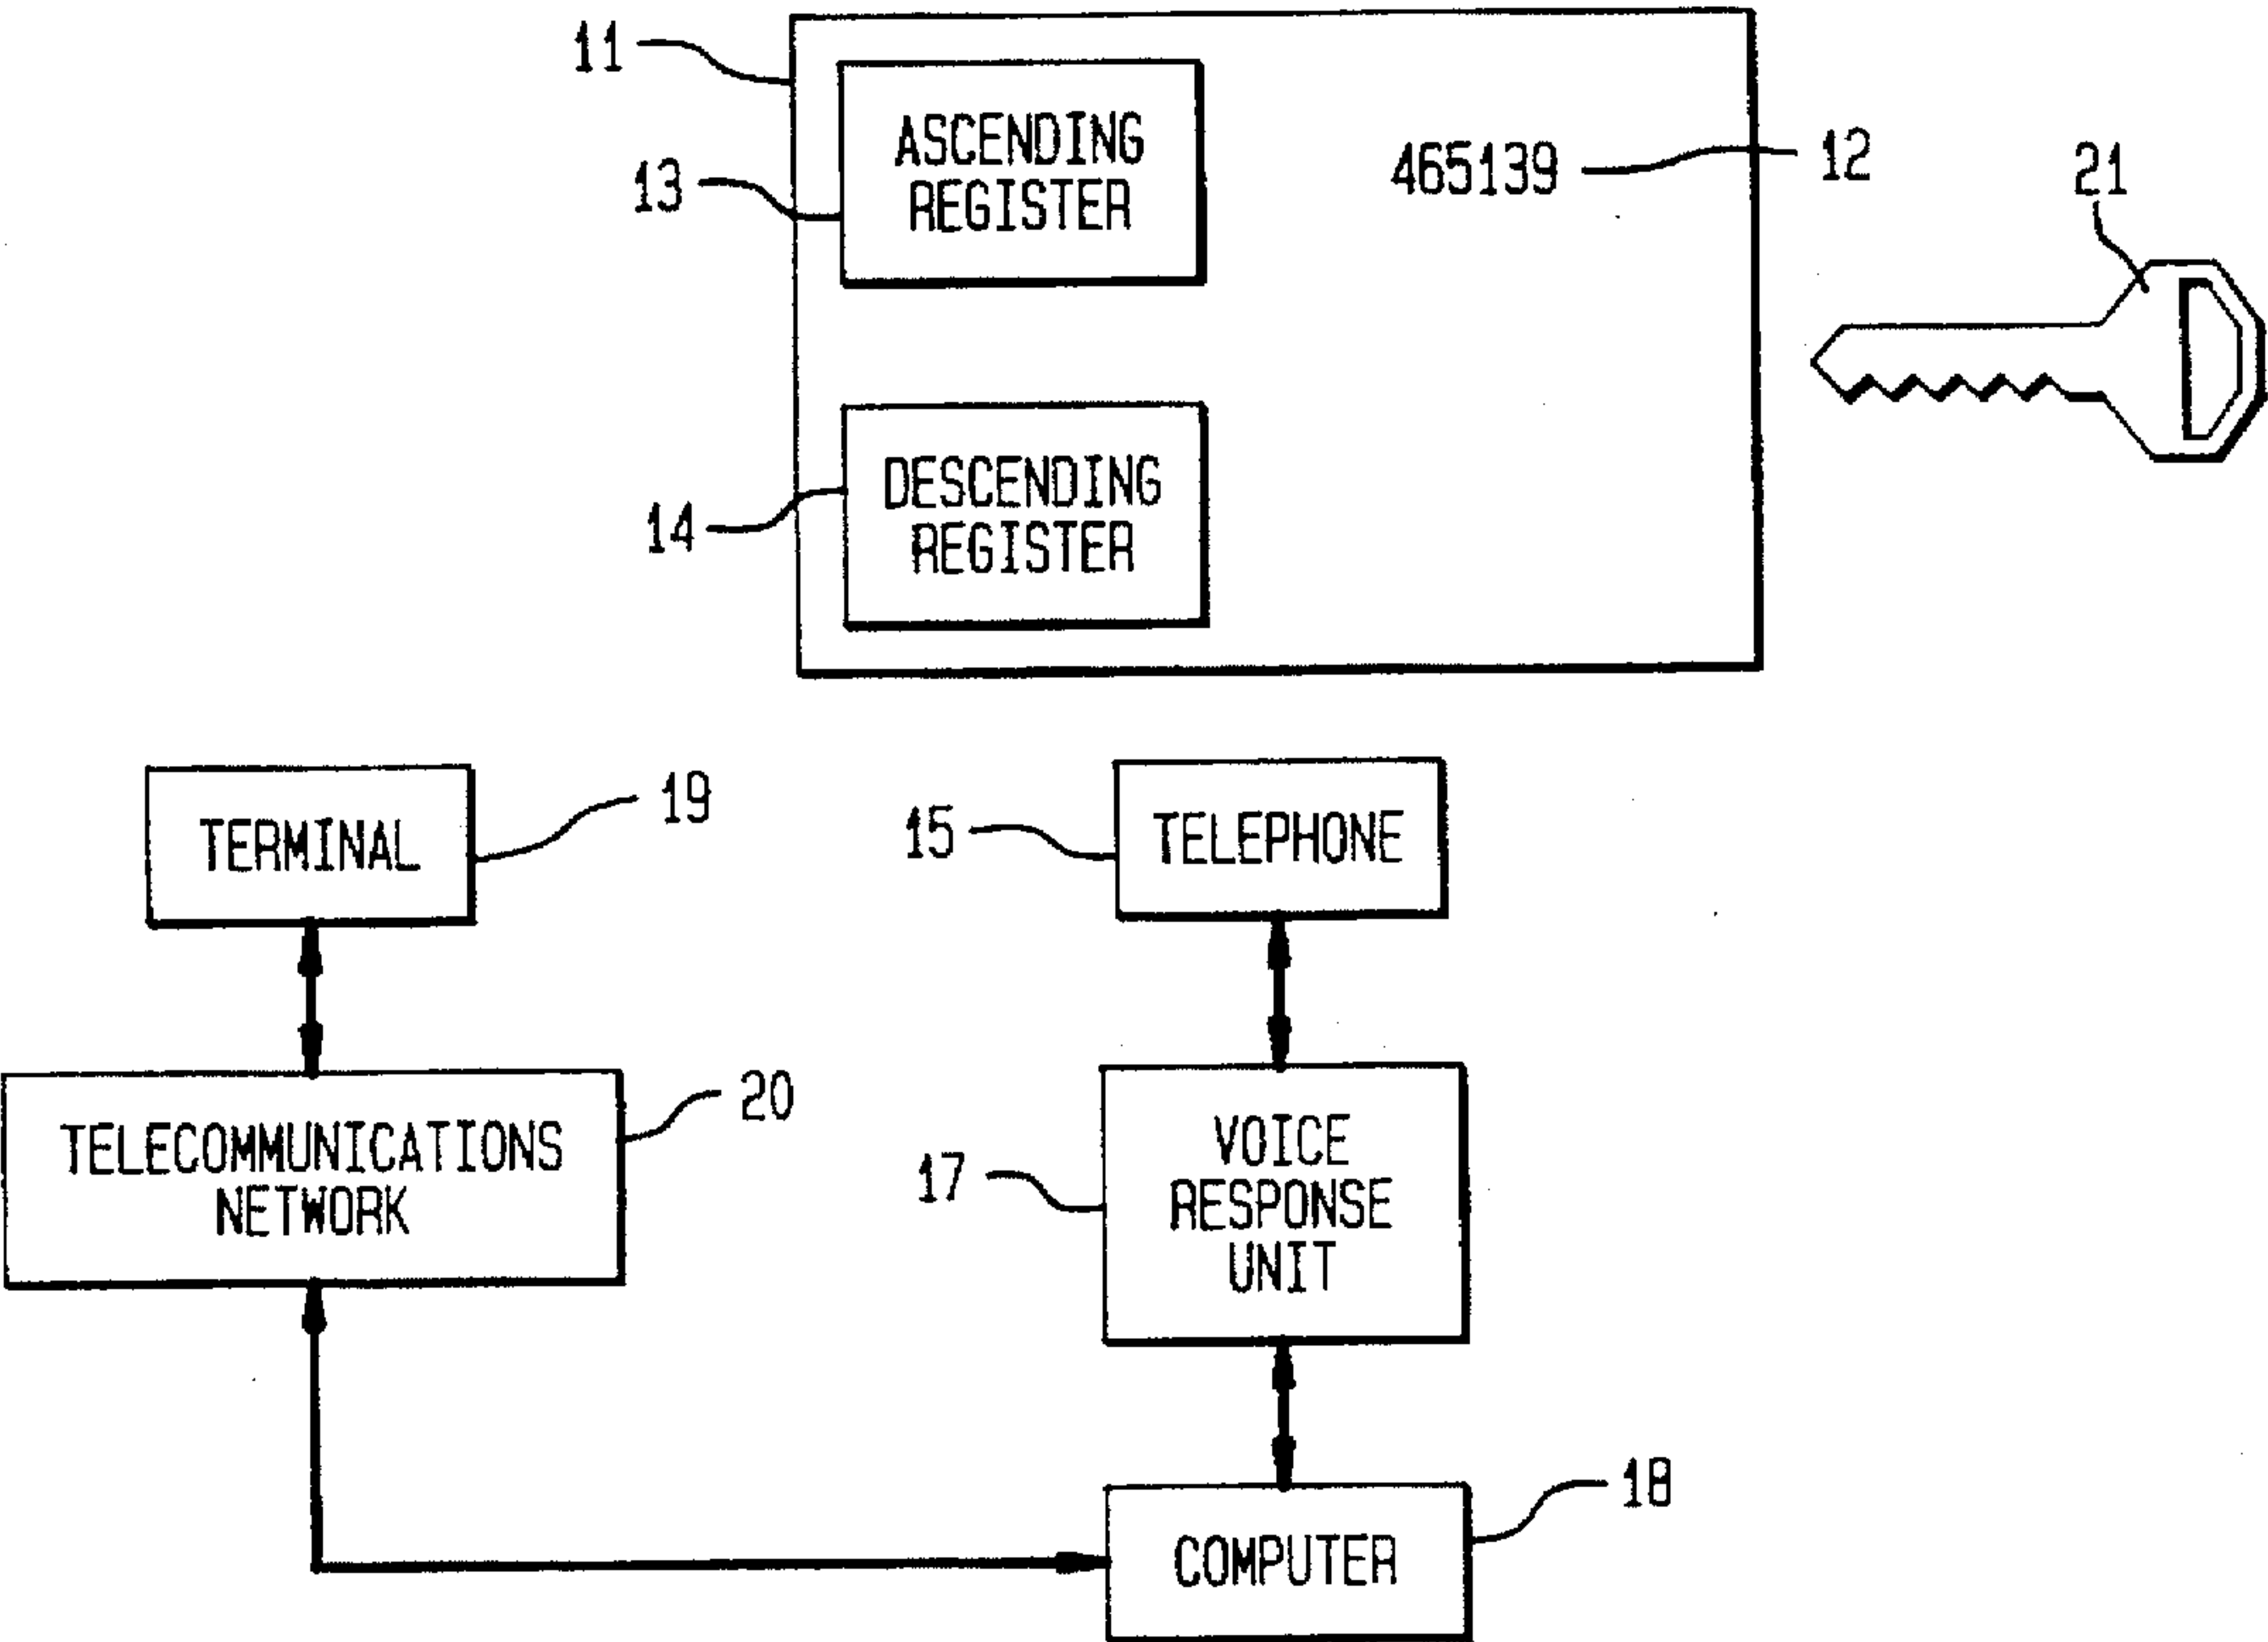 11
ASCENDING
REGISTER
13
465139
12
21
14
DESCENDING
REGISTER
TERMINAL
19
15
TELEPHONE
TELECOMMUNICATIONS
NETWORK
20
17
VOICE
RESPONSE
UNIT
COMPUTER
18